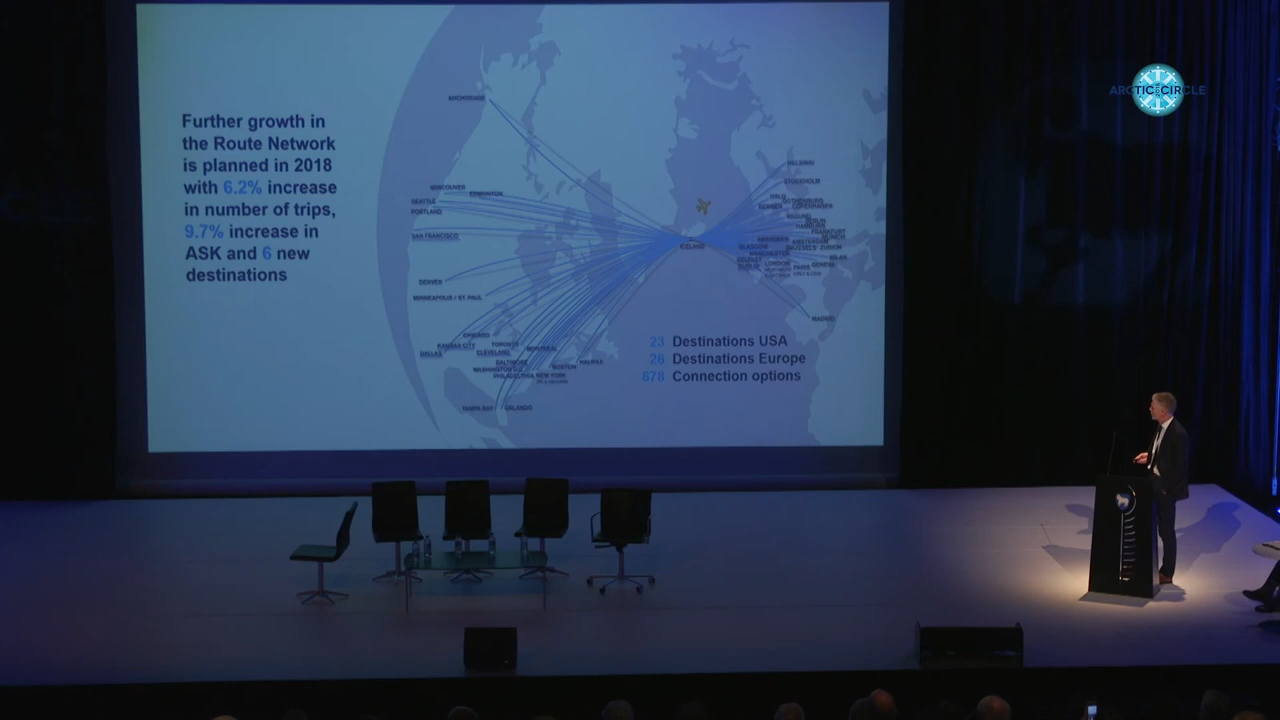 Further growth in
the Route Network
is planned in 2018
with 6.2% increase
in number of trips,
9.7% increase in
ASK and 6 new
destinations
ANCHORAGE
VANCOUVER
EDMONTON
SEATTLE
PORTLAND
SAN FRANCISCO
DENVER
MINNEAPOLIS / ST. PAUL
CHICAGO
KANSAS CITY
TORONTO
DALLAS
CLEVELAND
MONTREAL
BALTIMORE
WASHINGTON D.C.
BOSTON
HALIFAX
PHILADELPHIA
NEW YORK
TAMPA BAY
ORLANDO
ICELAND
HELSINKI
STOCKHOLM
OSLO
GOTHENBURG
BERGEN
COPENHAGEN
BILLUND
BERLIN
HAMBURG
FRANKFURT
MUNICH
ABERDEEN
AMSTERDAM
GLASGOW
BRUSSELS
ZURICH
MANCHESTER
MILAN
BELFAST
DUBLIN
LONDON
PARIS
GENEVA
MADRID
23 Destinations USA
26 Destinations Europe
678 Connection options
ARCTIC CIRCLE